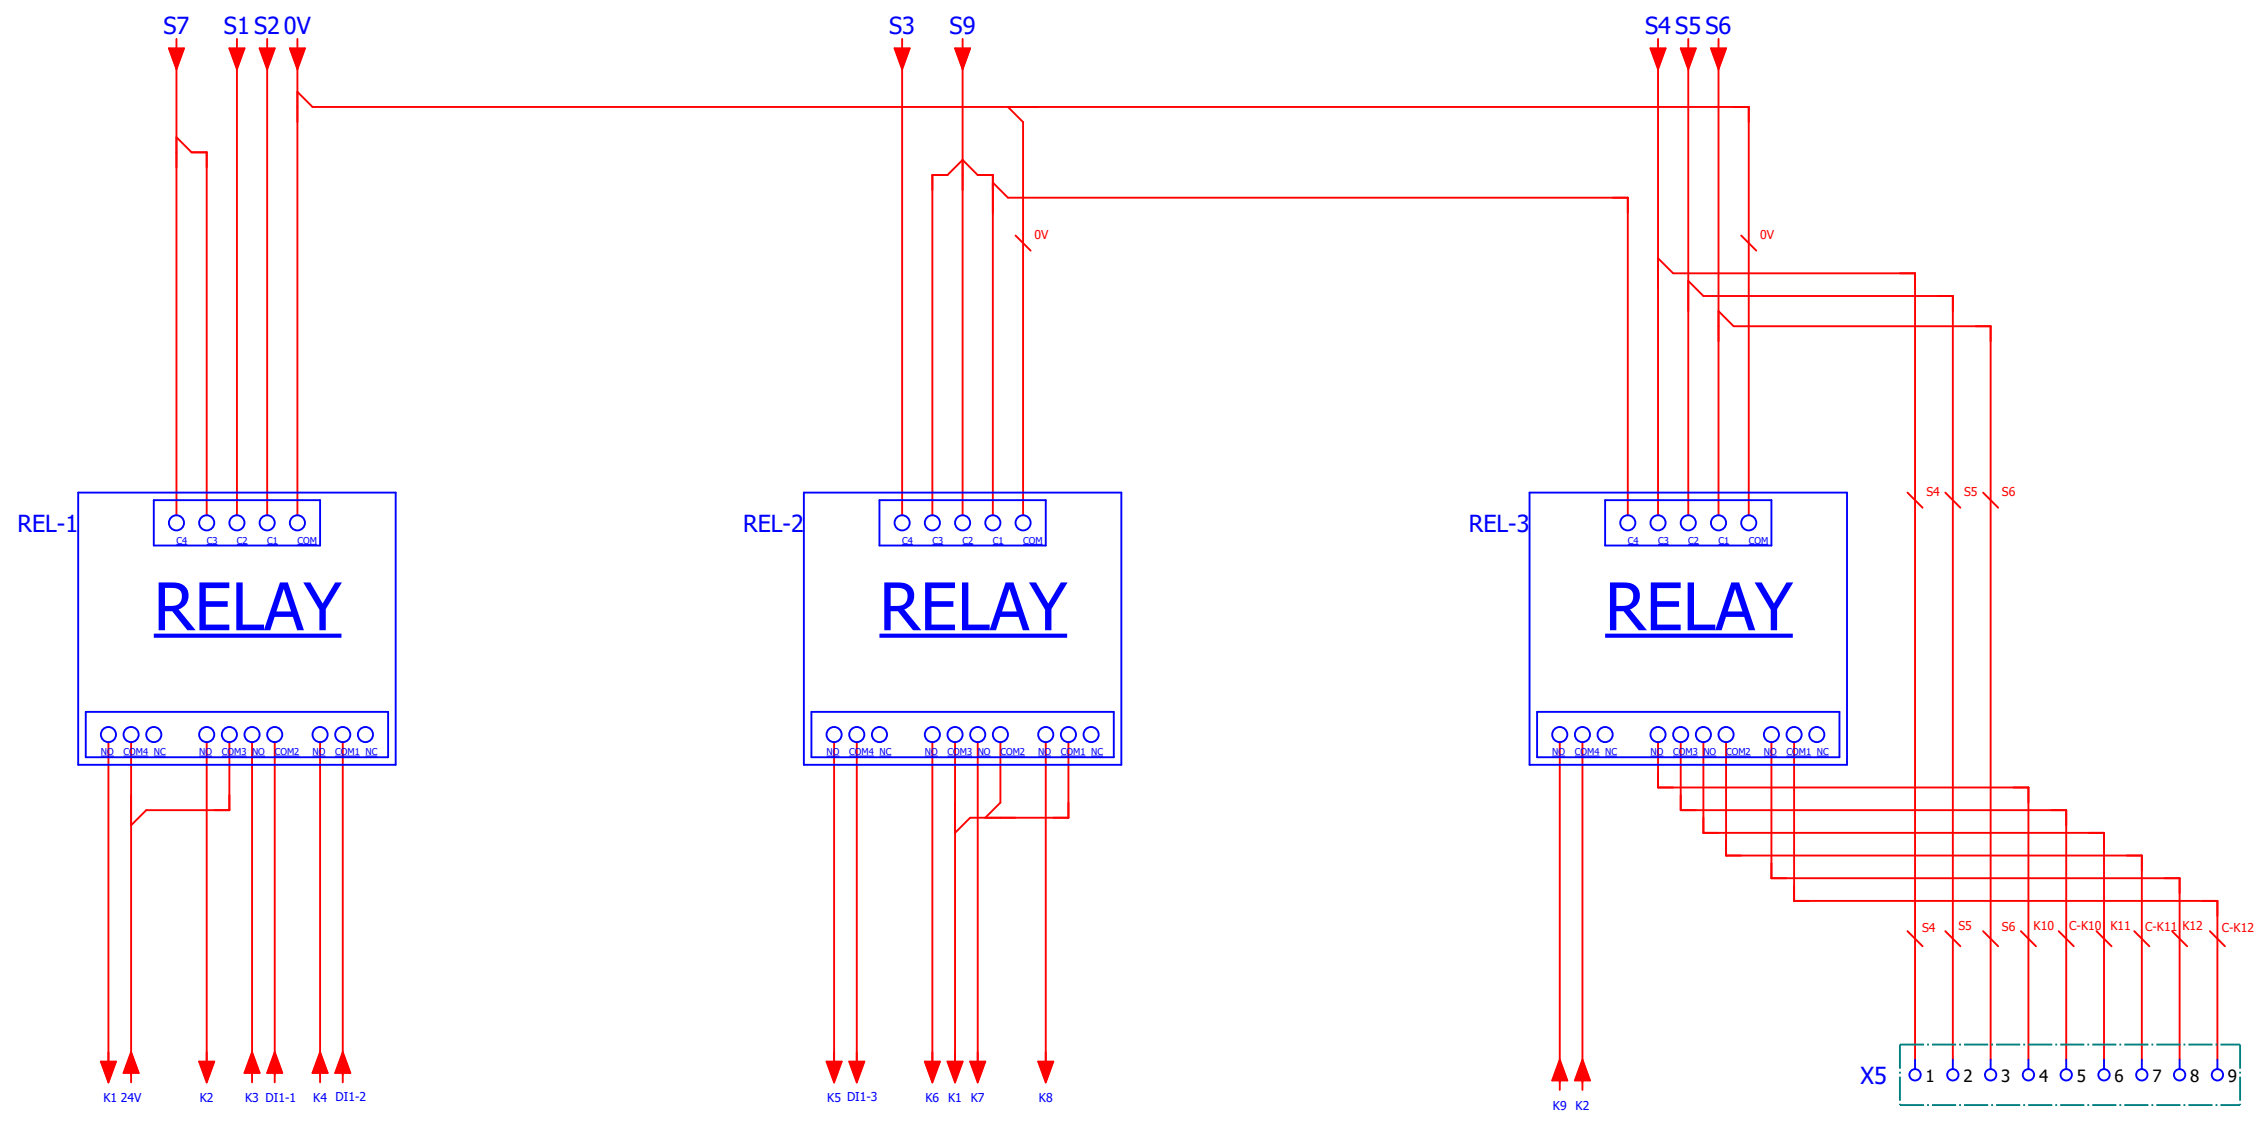 S7 S1 S2 0V S3 S9 S4 S5 S6
0V 0V
S4 S5 S6
REL-1 REL-2 REL-3
C4 C3 C2 C1 COM C4 C3 C2 C1 COM C4 C3 C2 C1 COM
RELAY RELAY RELAY
NO COM4 NC NO COM3 NO COM2 NO COM1 NC NO COM4 NC NO COM3 NO COM2 NO COM1 NC NO COM4 NC NO COM3 NO COM2 NO COM1 NC
S4 S5 S6 K10 C-K10 K11 C-K11 K12 C-K12
X5 1 2 3 4 5 6 7 8 9
K1 24V K2 K3 DI1-1 K4 DI1-2 K5 DI1-3 K6 K1 K7 K8 K9 K2